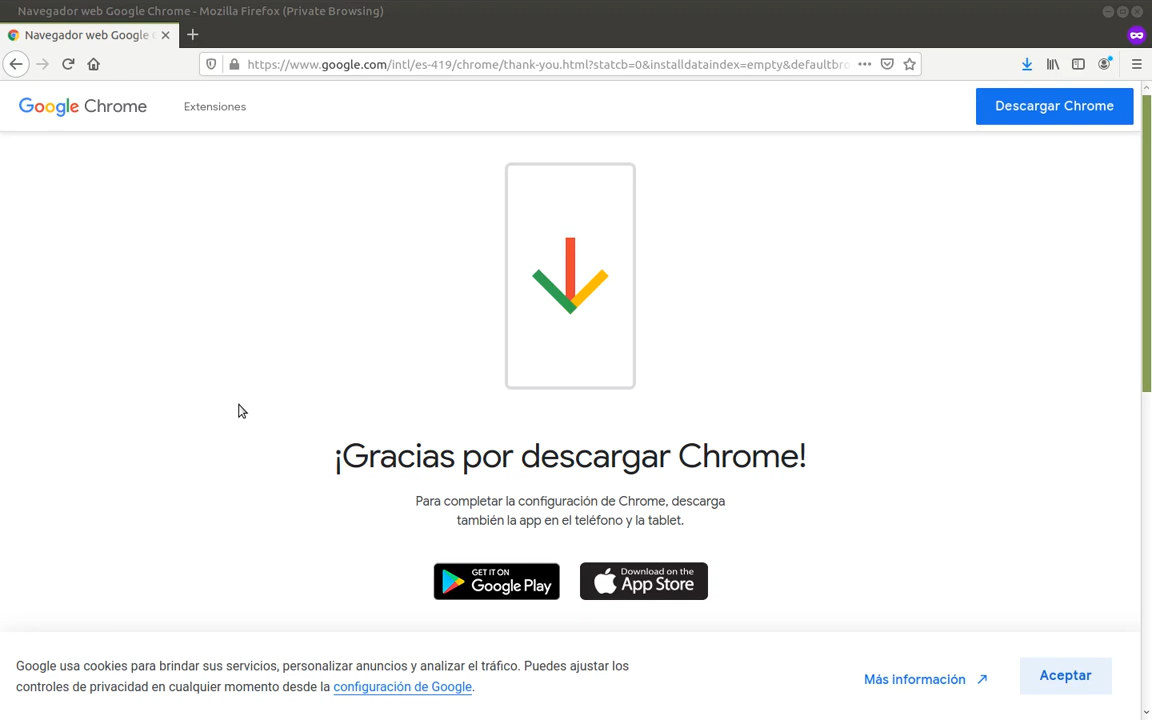 Navegador web Google Chrome - Mozilla Firefox (Private Browsing)
Navegador web Google C
https://www.google.com/intl/es-419/chrome/thank-you.html?statcb=0&installdataindex=empty&defaultbro
Google Chrome
Extensiones
Descargar Chrome
¡Gracias por descargar Chrome!
Para completar la configuración de Chrome, descarga
también la app en el teléfono y la tablet.
GET IT ON
Google Play
Download on the
App Store
Google usa cookies para brindar sus servicios, personalizar anuncios y analizar el tráfico. Puedes ajustar los
controles de privacidad en cualquier momento desde la configuración de Google.
Más información
Aceptar